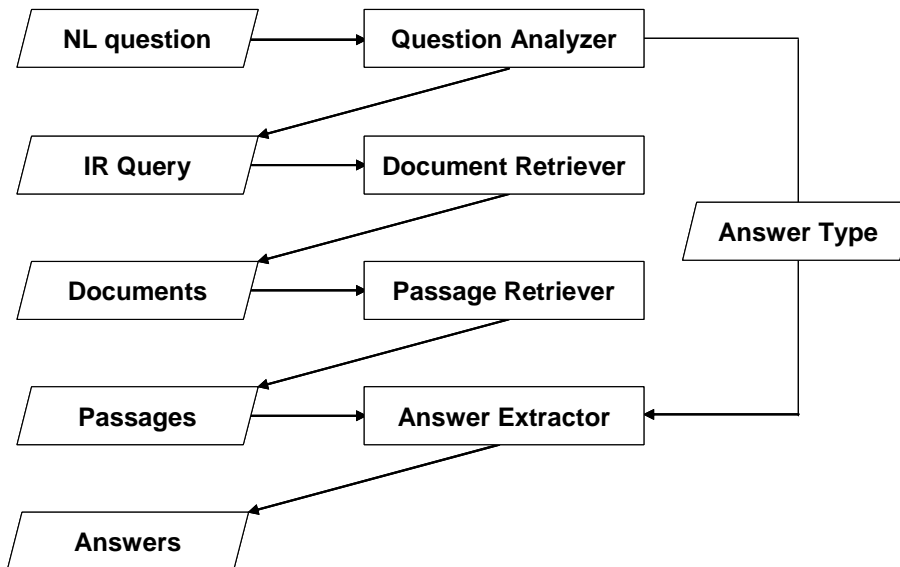 NL question
Question Analyzer
IR Query
Document Retriever
Answer Type
Documents
Passage Retriever
Passages
Answer Extractor
Answers